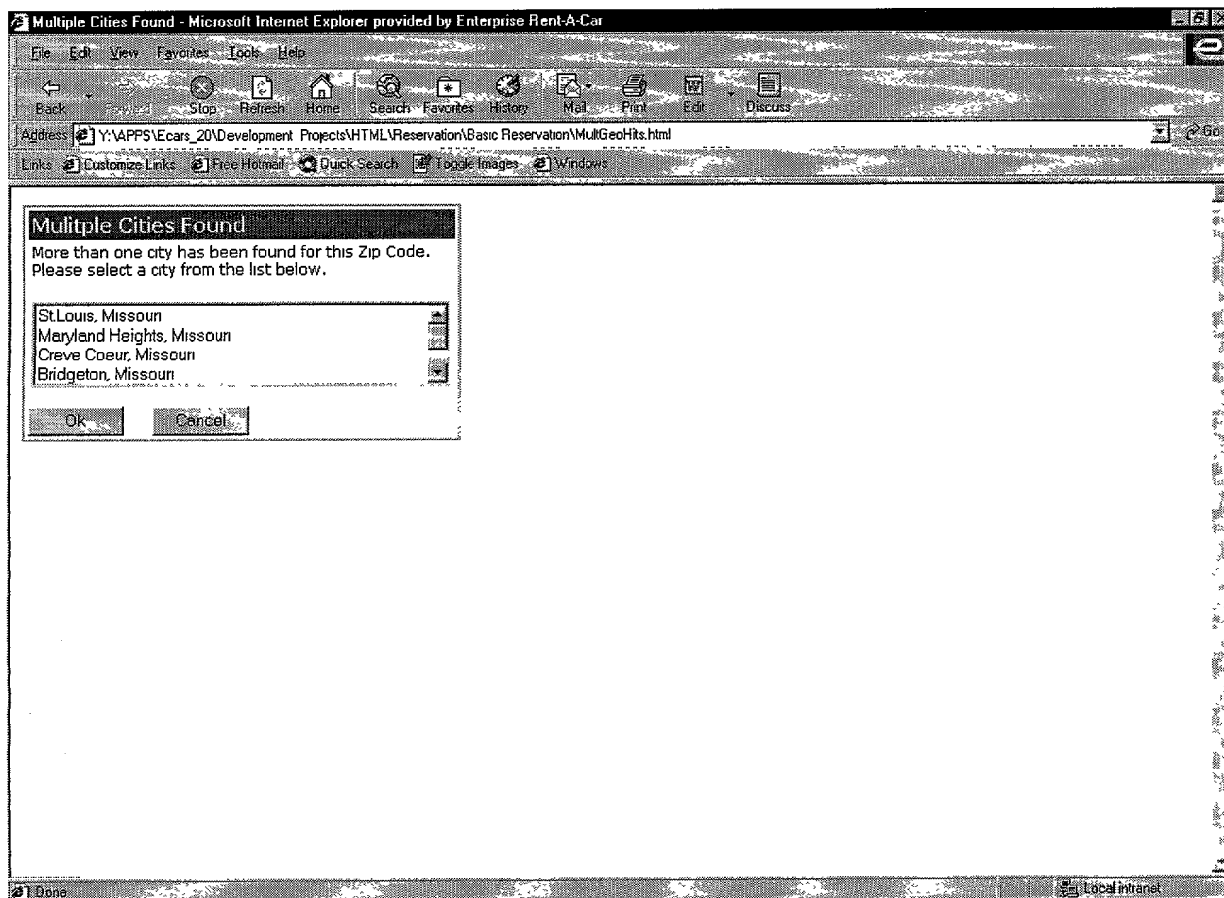 Multiple Cities Found - Microsoft Internet Explorer provided by Enterprise Rent-A-Car
File Edit View Favorites Tools Help
Back Forward Stop Refresh Home Search Favorites History Mail Print Edit Discuss
Address Y:\APPS\Ecars_20\Development Projects\HTML\Reservation\Basic Reservation\MultGeoHits.html Go
Links Customize Links Free Hotmail Quick Search Toggle Images Windows
Mulitple Cities Found
More than one city has been found for this Zip Code.
Please select a city from the list below.
St.Louis, Missouri
Maryland Heights, Missouri
Creve Coeur, Missouri
Bridgeton, Missouri
Ok Cancel
Done Local intranet